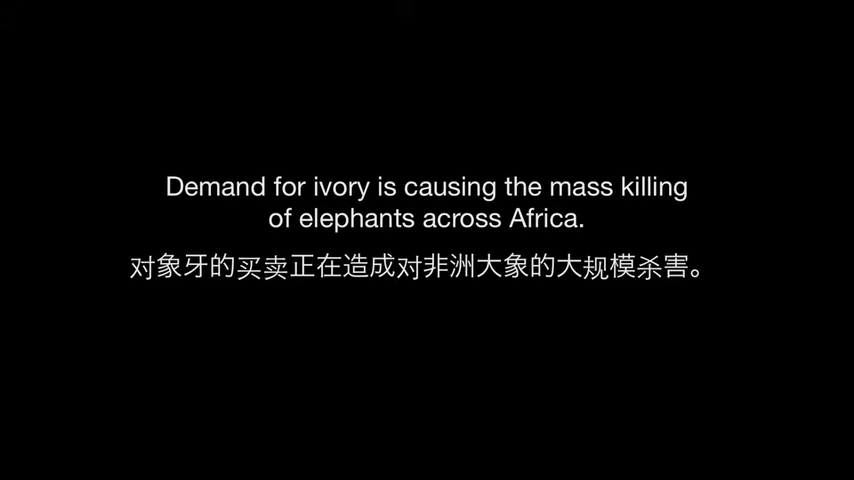 Demand for ivory is causing the mass killing
of elephants across Africa.
对象牙的买卖正在造成对非洲大象的大规模杀害。